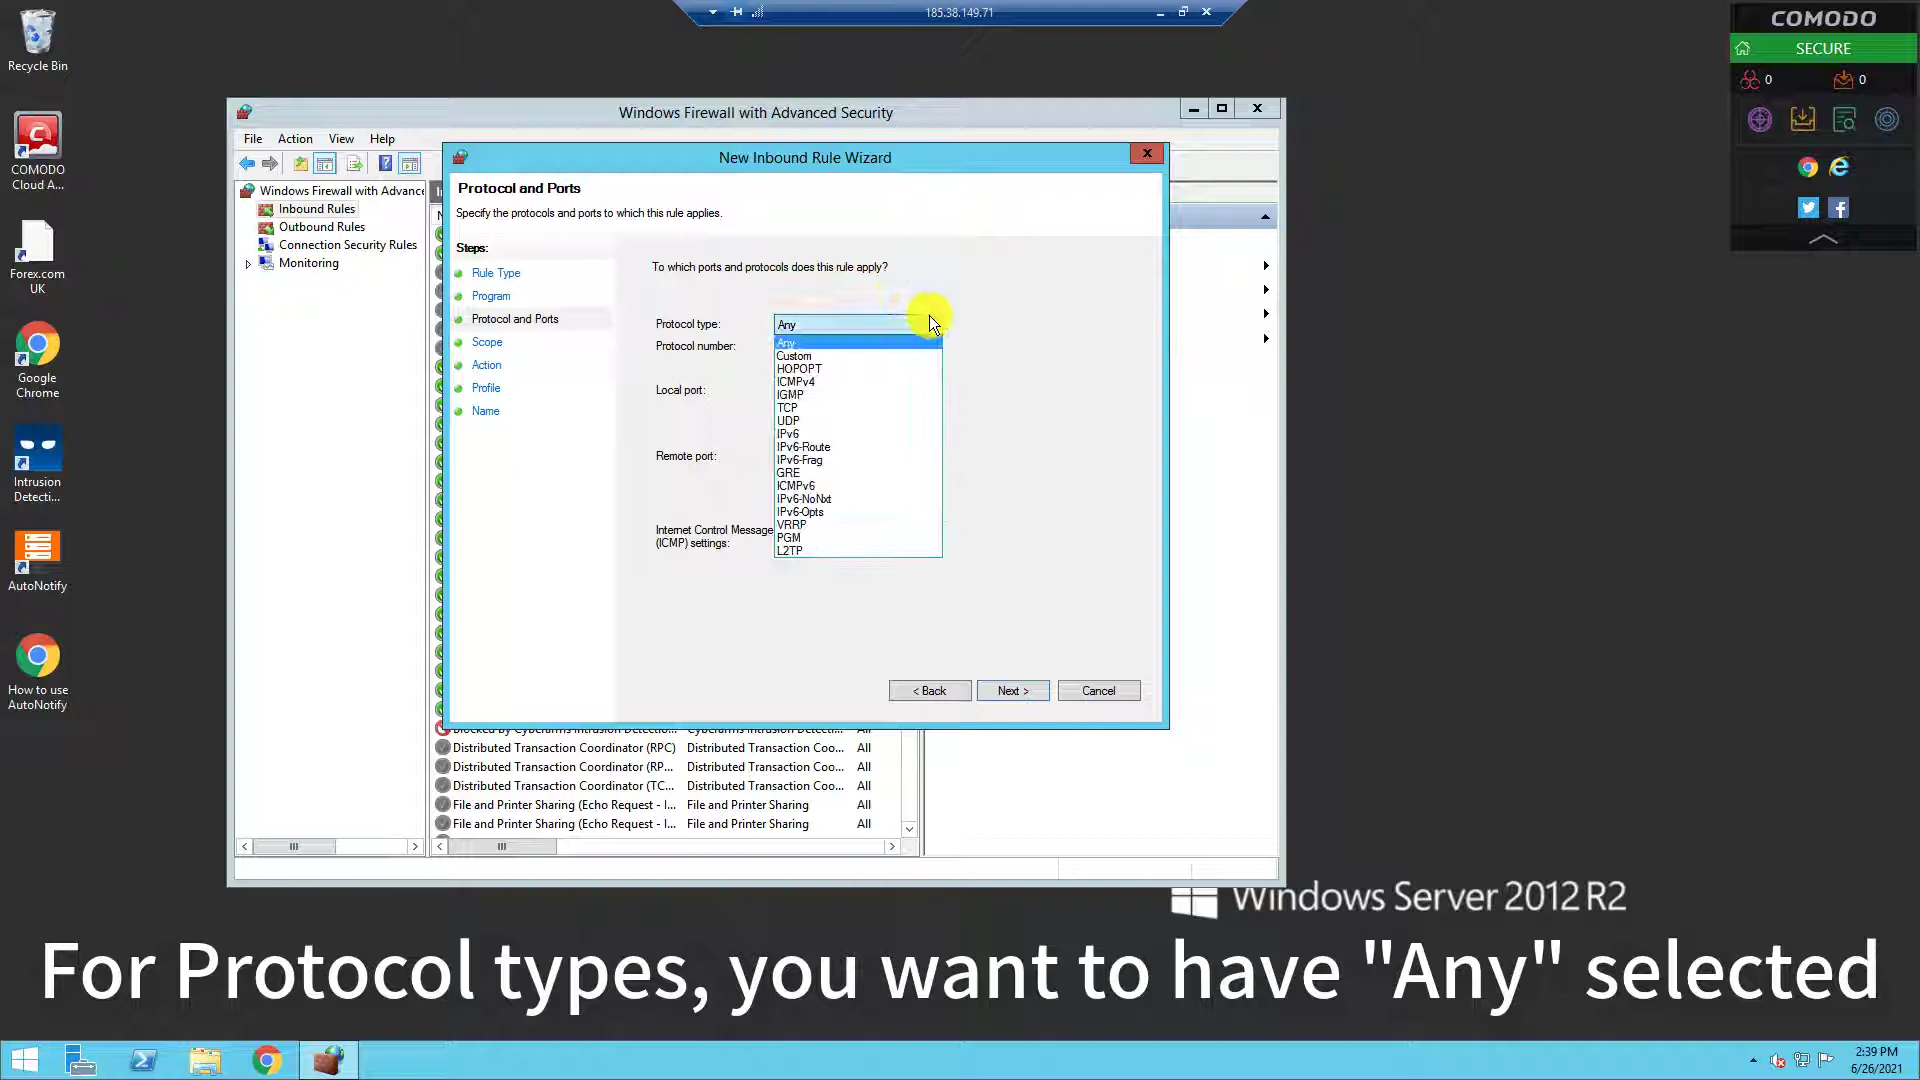 185.38.149.71
Recycle Bin
COMODO
Cloud A...
Forex.com
UK
Google
Chrome
Intrusion
Detecti...
AutoNotify
How to use
AutoNotify
COMODO
SECURE
0
0
Windows Firewall with Advanced Security
File Action View Help
Windows Firewall with Advance
Inbound Rules
Outbound Rules
Connection Security Rules
Monitoring
New Inbound Rule Wizard
Protocol and Ports
Specify the protocols and ports to which this rule applies.
Steps:
Rule Type
Program
Protocol and Ports
Scope
Action
Profile
Name
To which ports and protocols does this rule apply?
Protocol type: Any
Protocol number:
Local port:
Remote port:
Internet Control Message
(ICMP) settings:
Any
Custom
HOPOPT
ICMPv4
IGMP
TCP
UDP
IPv6
IPv6-Route
IPv6-Frag
GRE
ICMPv6
IPv6-NoNxt
IPv6-Opts
VRRP
PGM
L2TP
< Back Next > Cancel
Blocked by Cyberarms Intrusion Detectio... Cyberarms Intrusion Detecti... All
Distributed Transaction Coordinator (RPC) Distributed Transaction Coo... All
Distributed Transaction Coordinator (RP... Distributed Transaction Coo... All
Distributed Transaction Coordinator (TC... Distributed Transaction Coo... All
File and Printer Sharing (Echo Request - I... File and Printer Sharing All
File and Printer Sharing (Echo Request - I... File and Printer Sharing All
Windows Server 2012 R2
For Protocol types, you want to have "Any" selected
2:39 PM
6/26/2021